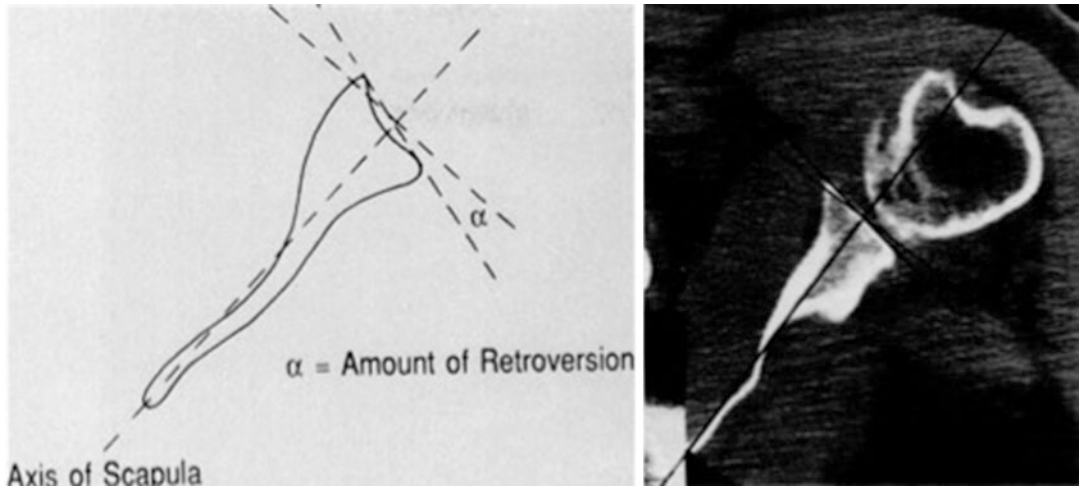 α
α = Amount of Retroversion
Axis of Scapula